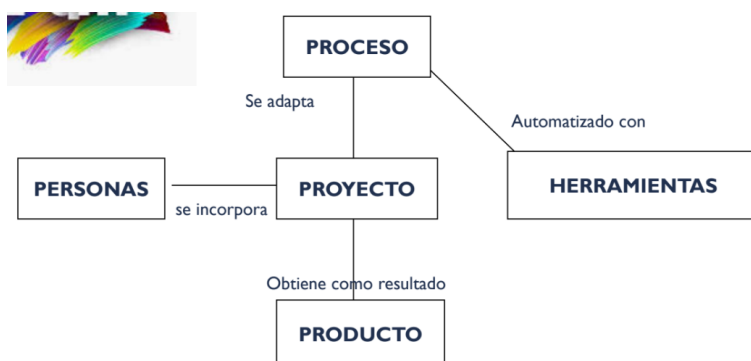 PROCESO
Se adapta
Automatizado con
PERSONAS
se incorpora
PROYECTO
HERRAMIENTAS
Obtiene como resultado
PRODUCTO